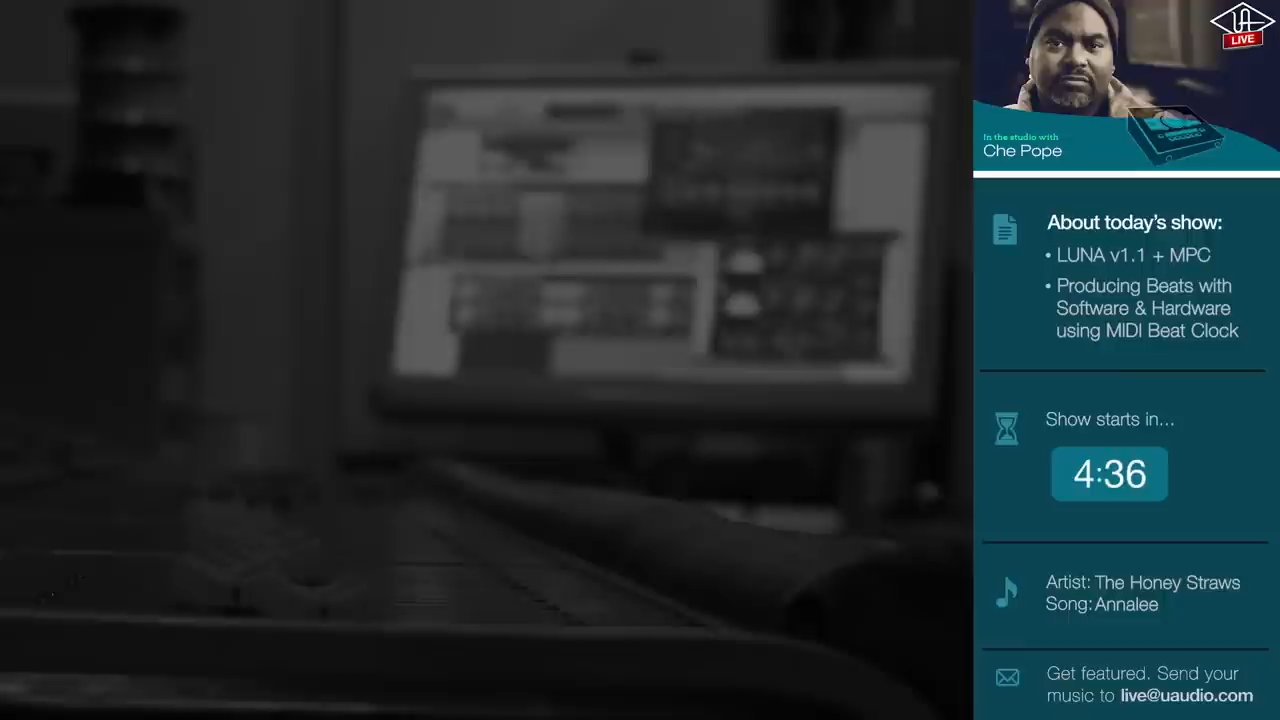 UA
LIVE
In the studio with
Che Pope
About today's show:
• LUNA v1.1 + MPC
• Producing Beats with
Software & Hardware
using MIDI Beat Clock
Show starts in...
4:36
Artist: The Honey Straws
Song: Annalee
Get featured. Send your
music to live@uaudio.com